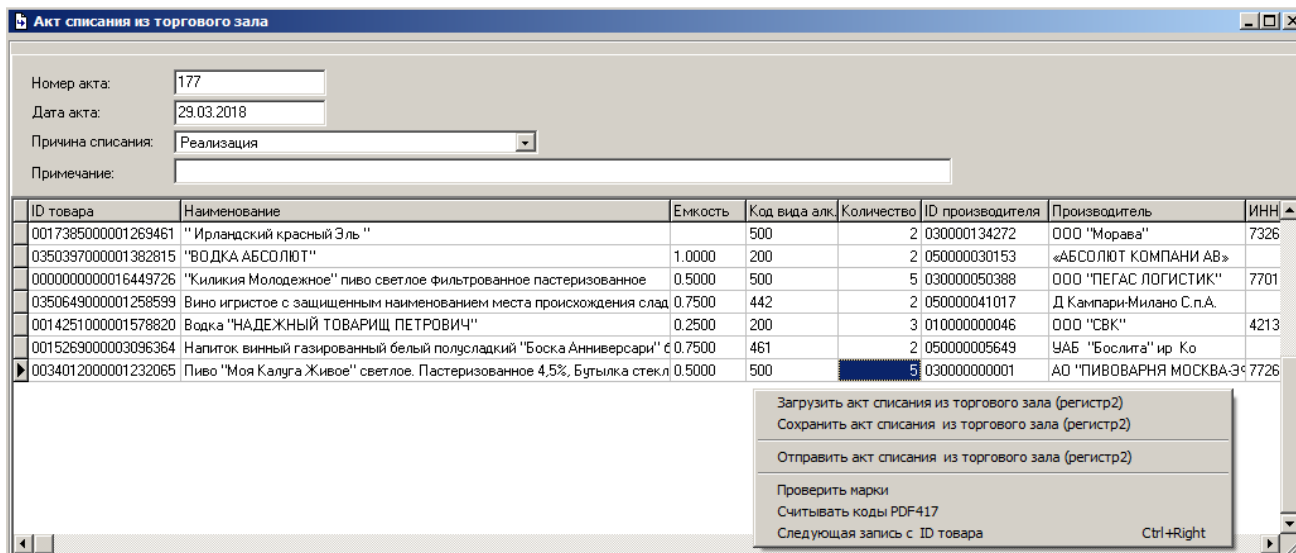 Акт списания из торгового зала
Номер акта: 177
Дата акта: 29.03.2018
Причина списания: Реализация
Примечание:
ID товара Наименование Емкость Код вида алк. Количество ID производителя Производитель ИНН
0017385000001269461 " Ирландский красный Эль " 500 2 030000134272 ООО "Морава" 7326
0350397000001382815 "ВОДКА АБСОЛЮТ" 1.0000 200 2 050000030153 «АБСОЛЮТ КОМПАНИ АВ»
0000000000016449726 "Киликия Молодежное" пиво светлое фильтрованное пастеризованное 0.5000 500 5 030000050388 ООО "ПЕГАС ЛОГИСТИК" 7701
0350649000001258599 Вино игристое с защищенным наименованием места происхождения слад 0.7500 442 2 050000041017 Д Кампари-Милано С.п.А.
0014251000001578820 Водка "НАДЕЖНЫЙ ТОВАРИЩ ПЕТРОВИЧ" 0.2500 200 3 010000000046 ООО "СВК" 4213
0015269000003096364 Напиток винный газированный белый полусладкий "Боска Анниверсари" 0.7500 461 2 050000005649 УАБ "Бослита" ир Ко
0034012000001232065 Пиво "Моя Калуга Живое" светлое. Пастеризованное 4,5%, Бутылка стекл 0.5000 500 5 030000000001 АО "ПИВОВАРНЯ МОСКВА-Э 7726
Загрузить акт списания из торгового зала (регистр2)
Сохранить акт списания из торгового зала (регистр2)
Отправить акт списания из торгового зала (регистр2)
Проверить марки
Считывать коды PDF417
Следующая запись с ID товара Ctrl+Right